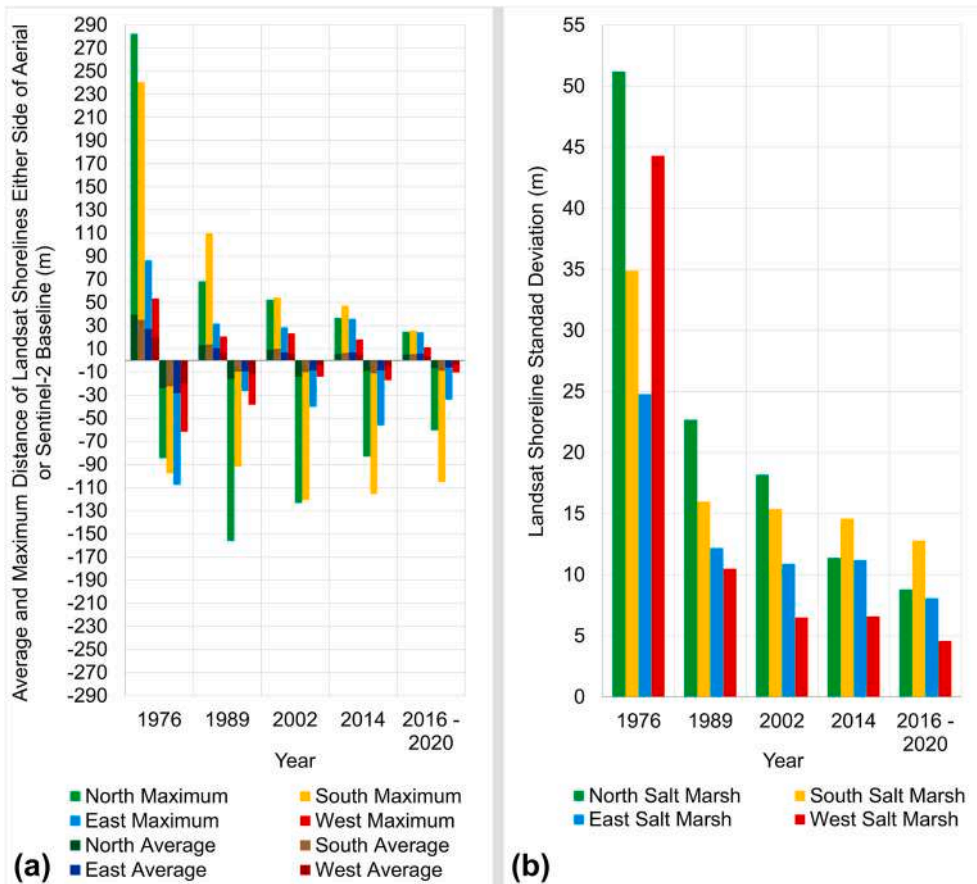 Average and Maximum Distance of Landsat Shorelines Either Side of Aerial
or Sentinel-2 Baseline (m)
290
270
250
230
210
190
170
150
130
110
90
70
50
30
10
-10
-30
-50
-70
-90
-110
-130
-150
-170
-190
-210
-230
-250
-270
-290
1976 1989 2002 2014 2016 -
2020
Year
North Maximum South Maximum
East Maximum West Maximum
North Average South Average
East Average West Average
(a)
Landsat Shoreline Standad Deviation (m)
55
50
45
40
35
30
25
20
15
10
5
0
1976 1989 2002 2014 2016 -
2020
Year
North Salt Marsh South Salt Marsh
East Salt Marsh West Salt Marsh
(b)